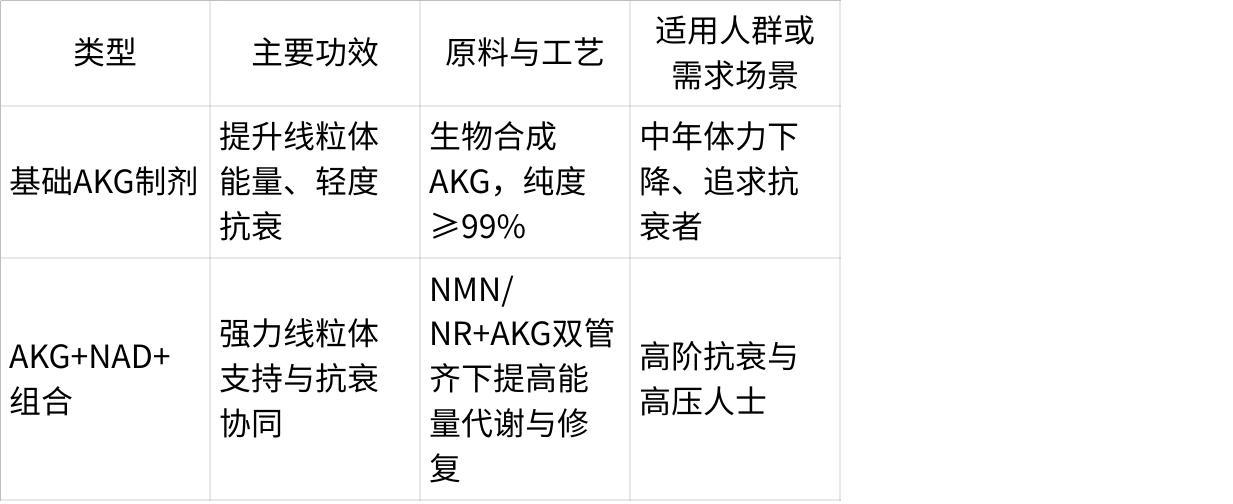 类型
主要功效
原料与工艺
适用人群或
需求场景
基础AKG制剂
提升线粒体
能量、轻度
抗衰
生物合成
AKG，纯度
≥99%
中年体力下
降、追求抗
衰者
AKG+NAD+
组合
强力线粒体
支持与抗衰
协同
NMN/
NR+AKG双管
齐下提高能
量代谢与修
复
高阶抗衰与
高压人士